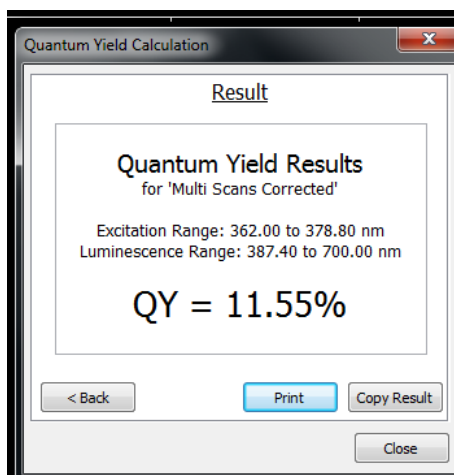 Quantum Yield Calculation
Result
Quantum Yield Results
for 'Multi Scans Corrected'
Excitation Range: 362.00 to 378.80 nm
Luminescence Range: 387.40 to 700.00 nm
QY = 11.55%
< Back Print Copy Result
Close